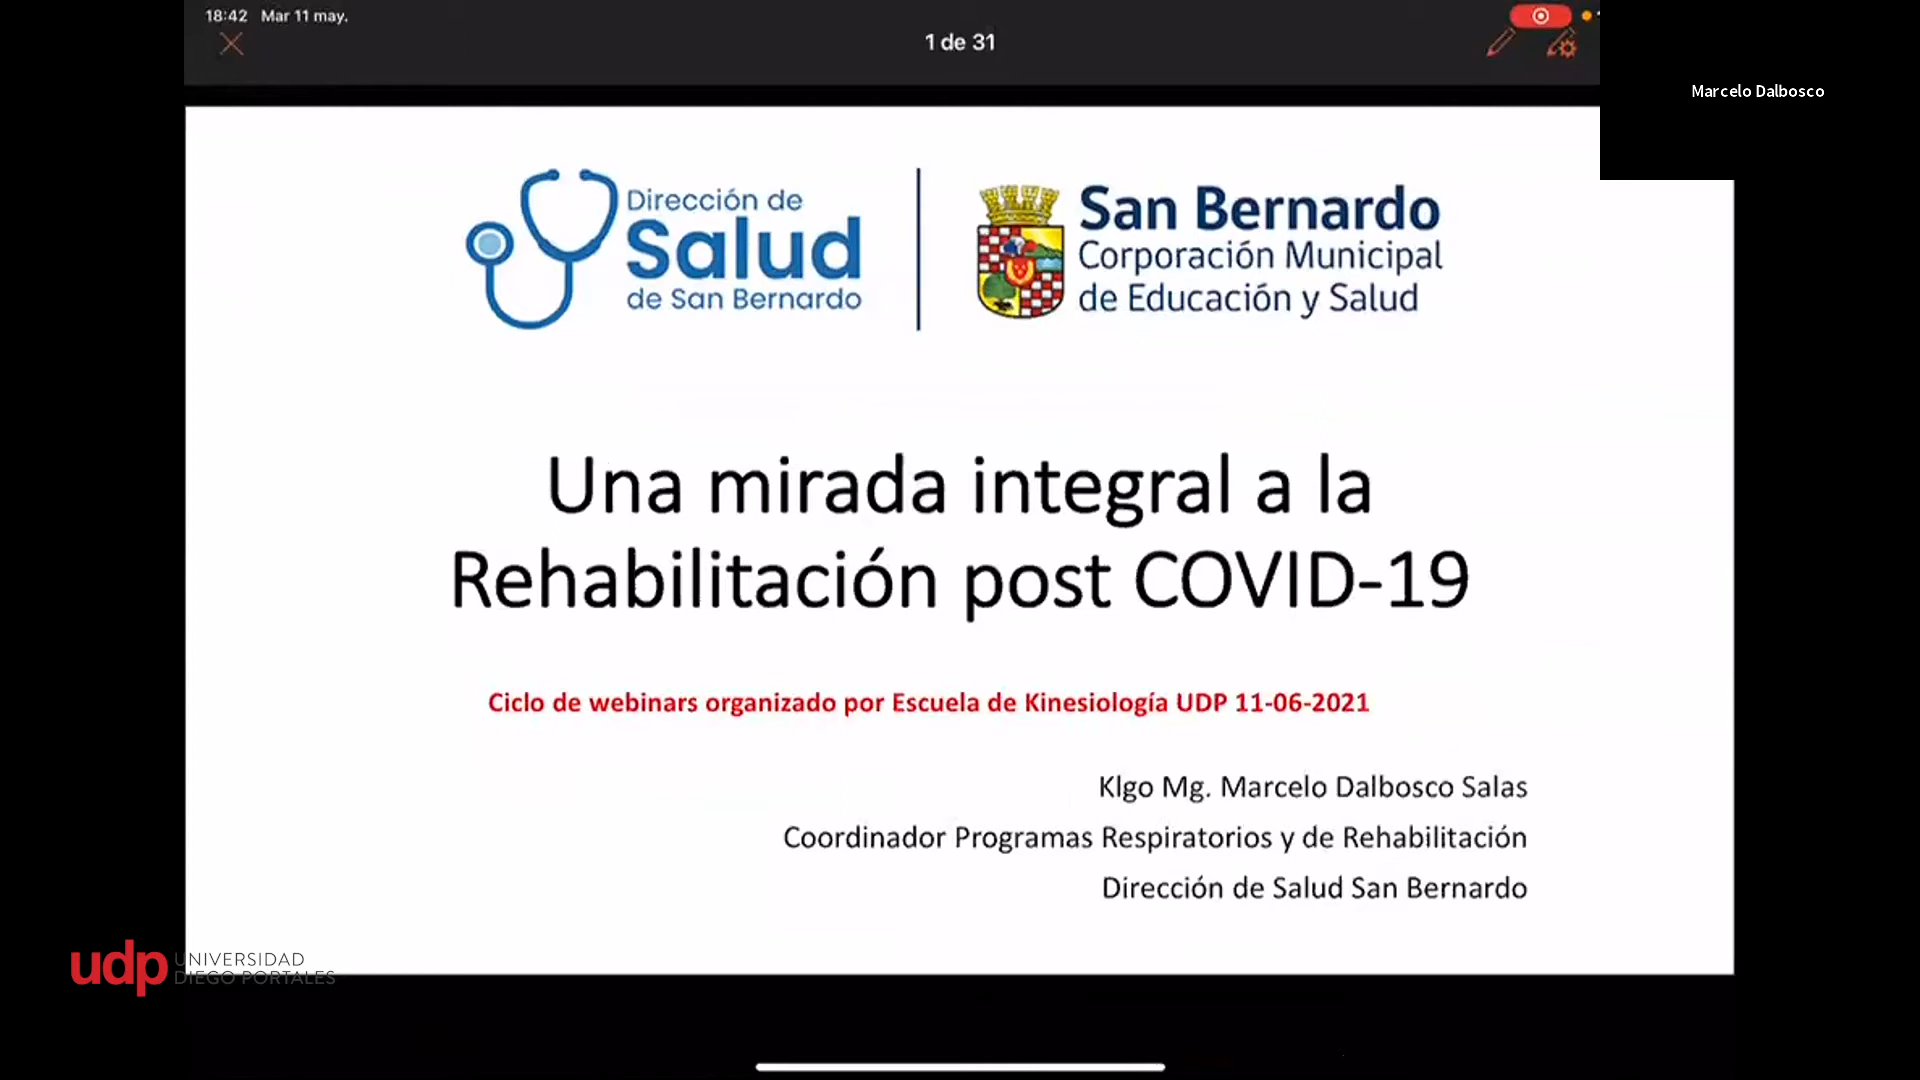 18:42 Mar 11 may.
1 de 31
Marcelo Dalbosco
Dirección de
Salud
de San Bernardo
San Bernardo
Corporación Municipal
de Educación y Salud
Una mirada integral a la
Rehabilitación post COVID-19
Ciclo de webinars organizado por Escuela de Kinesiología UDP 11-06-2021
Klgo Mg. Marcelo Dalbosco Salas
Coordinador Programas Respiratorios y de Rehabilitación
Dirección de Salud San Bernardo
udp UNIVERSIDAD
DIEGO PORTALES